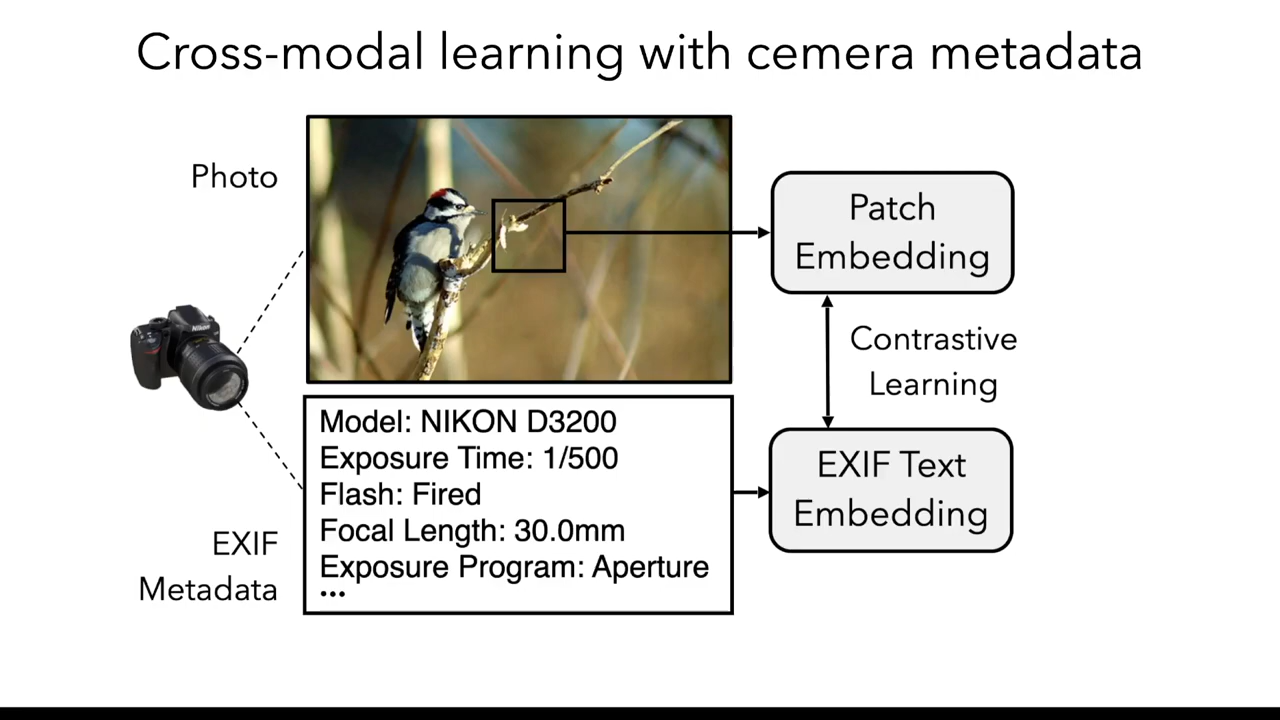 Cross-modal learning with cemera metadata
Photo
Patch
Embedding
Nikon
Contrastive
Learning
Model: NIKON D3200
Exposure Time: 1/500
Flash: Fired
Focal Length: 30.0mm
Exposure Program: Aperture
...
EXIF
Metadata
EXIF Text
Embedding